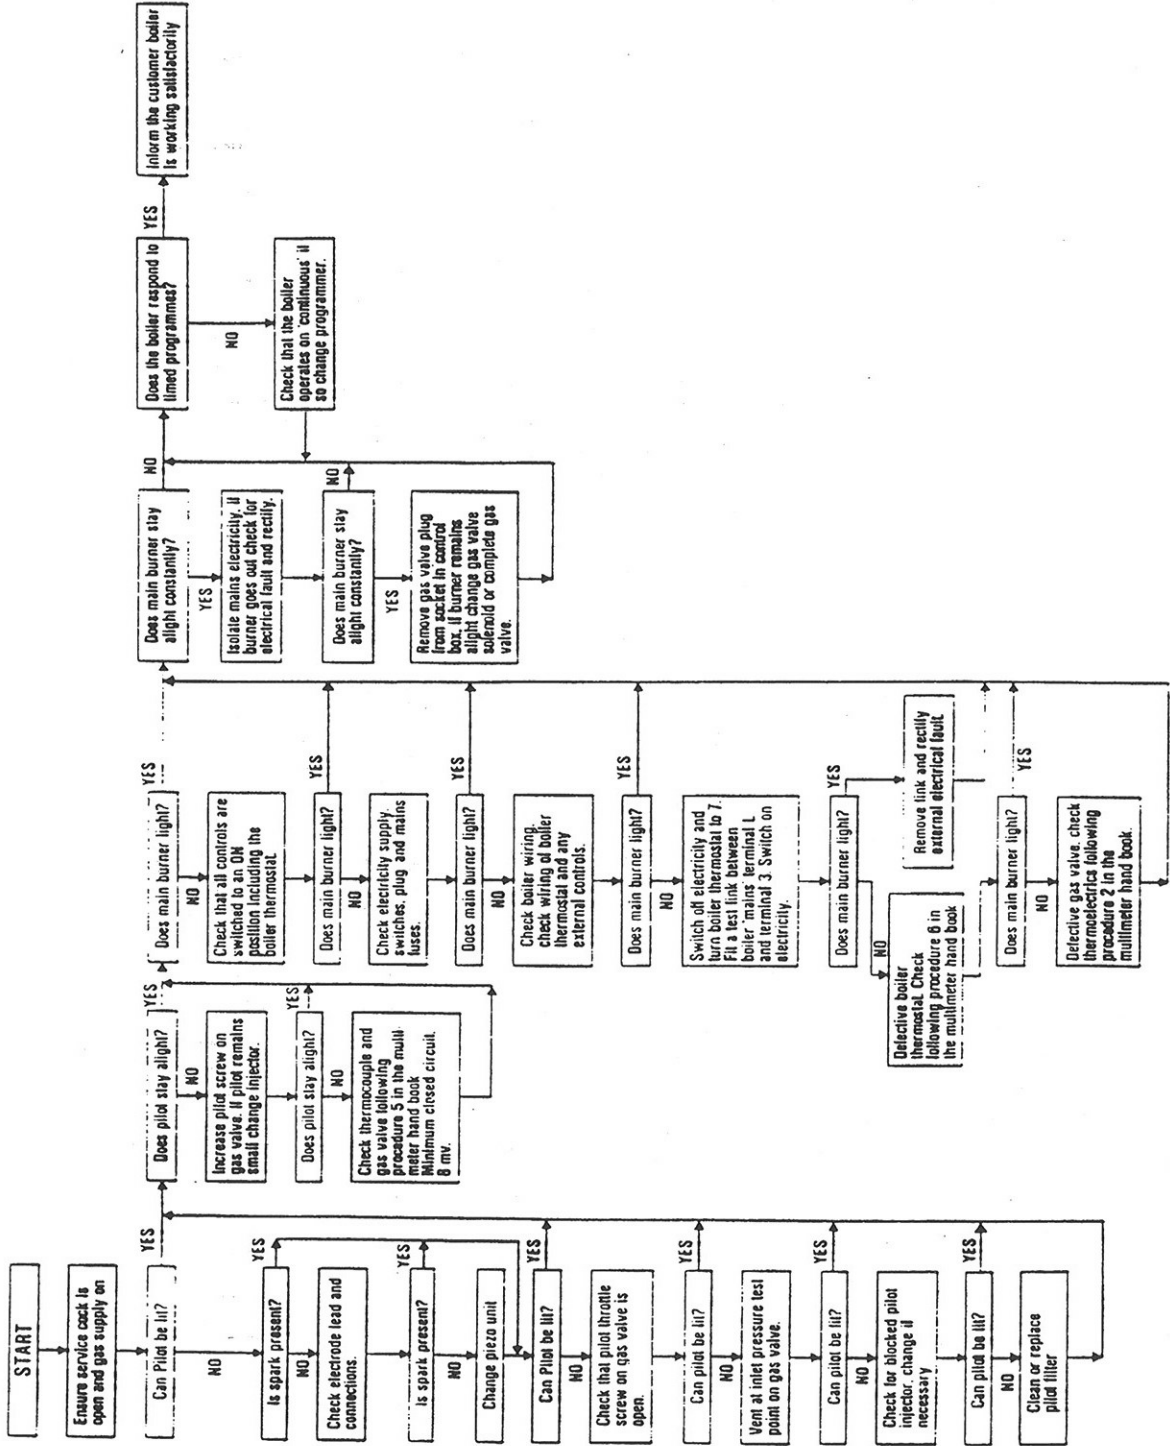 START
Ensure service cock is
open and gas supply on
Can Pilot be lit?
YES
NO
Is spark present?
YES
NO
Check electrode lead and
connections.
Is spark present?
YES
NO
Change piezo unit
Can Pilot be lit?
YES
NO
Check that pilot throttle
screw on gas valve is
open.
Can pilot be lit?
YES
NO
Vent at inlet pressure test
point on gas valve.
Can pilot be lit?
YES
NO
Check for blocked pilot
injector, change if
necessary
Can pilot be lit?
YES
NO
Clean or replace
pilot filter
Does pilot stay alight?
YES
NO
Increase pilot screw on
gas valve. If pilot remains
small change injector.
Does pilot stay alight?
YES
NO
Check thermocouple and
gas valve following
procedure 5 in the multi-
meter hand book
Minimum closed circuit.
8 mv.
Does main burner light?
YES
NO
Check that all controls are
switched to an ON
position including the
boiler thermostat.
Does main burner light?
YES
NO
Check electricity supply.
switches, plug and mains
fuses.
Does main burner light?
YES
NO
Check boiler wiring.
check wiring of boiler
thermostat and any
external controls.
Does main burner light?
YES
NO
Switch off electricity and
turn boiler thermostat to 7.
Fit a test link between
boiler 'mains' terminal L
and terminal 3. Switch on
electricity.
Does main burner light?
YES
NO
Remove link and rectify
external electrical fault.
Defective boiler
thermostat. Check
following procedure 6 in
the multimeter hand book
Does main burner light?
YES
NO
Defective gas valve. check
thermoelectrics following
procedure 2 in the
multimeter hand book.
Does main burner stay
alight constantly?
NO
YES
Isolate mains electricity. If
burner goes out check for
electrical fault and rectify.
Does main burner stay
alight constantly?
NO
YES
Remove gas valve plug
from socket in control
box. If burner remains
alight change gas valve
solenoid or complete gas
valve.
Does the boiler respond to
timed programmes?
YES
NO
Check that the boiler
operates on 'continuous' if
so change programmer.
Inform the customer boiler
is working satisfactorily